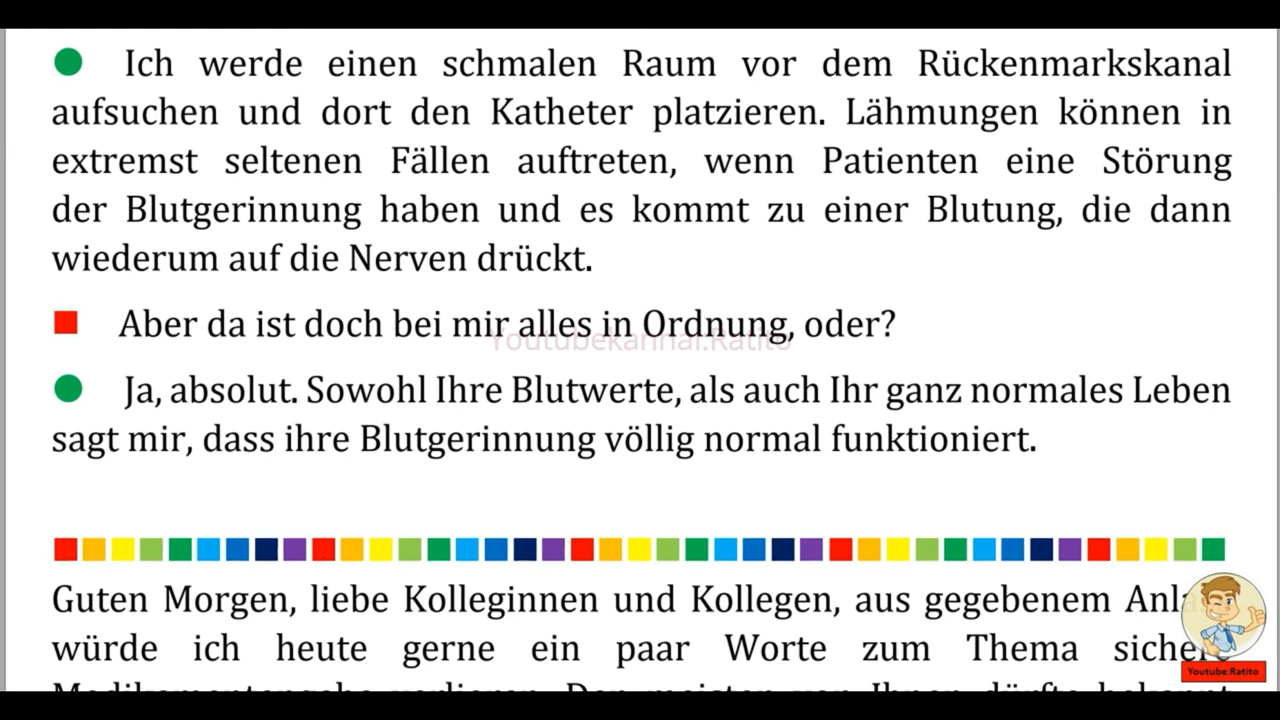 Ich werde einen schmalen Raum vor dem Rückenmarkskanal
aufsuchen und dort den Katheter platzieren. Lähmungen können in
extremst seltenen Fällen auftreten, wenn Patienten eine Störung
der Blutgerinnung haben und es kommt zu einer Blutung, die dann
wiederum auf die Nerven drückt.
Aber da ist doch bei mir alles in Ordnung, oder?
Youtubekannal:Ratito
Ja, absolut. Sowohl Ihre Blutwerte, als auch Ihr ganz normales Leben
sagt mir, dass ihre Blutgerinnung völlig normal funktioniert.
Guten Morgen, liebe Kolleginnen und Kollegen, aus gegebenem
würde ich heute gerne ein paar Worte zum Thema sichere
Youtube:Ratito